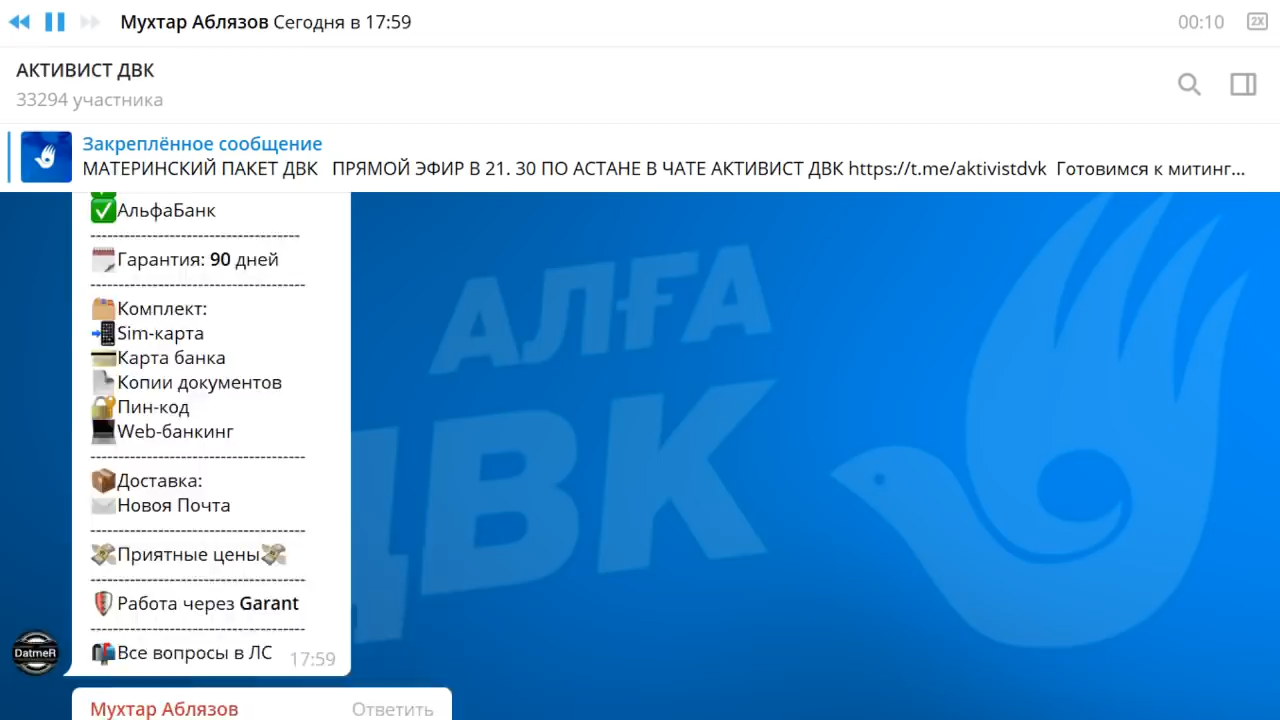 Мухтар Аблязов Сегодня в 17:59
00:10
2X
АКТИВИСТ ДВК
33294 участника
Закреплённое сообщение
МАТЕРИНСКИЙ ПАКЕТ ДВК ПРЯМОЙ ЭФИР В 21. 30 ПО АСТАНЕ В ЧАТЕ АКТИВИСТ ДВК https://t.me/aktivistdvk Готовимся к митинг...
АльфаБанк
Гарантия: 90 дней
Комплект:
Sim-карта
Карта банка
Копии документов
Пин-код
Web-банкинг
Доставка:
Новая Почта
Приятные цены
Работа через Garant
Все вопросы в ЛС 17:59
DatmeR
Мухтар Аблязов Ответить
АЛҒА
ДВК